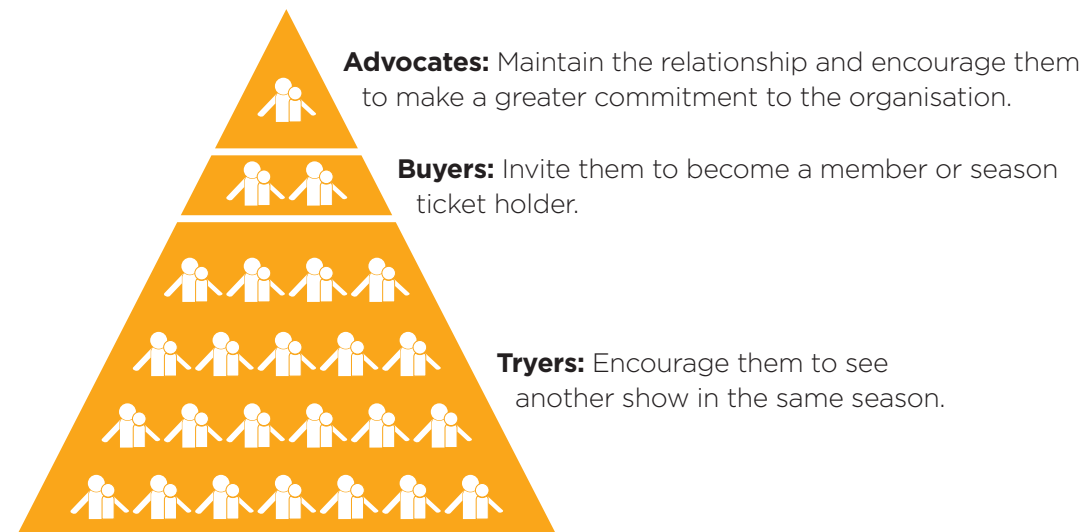 Advocates: Maintain the relationship and encourage them
to make a greater commitment to the organisation.
Buyers: Invite them to become a member or season
ticket holder.
Tryers: Encourage them to see
another show in the same season.